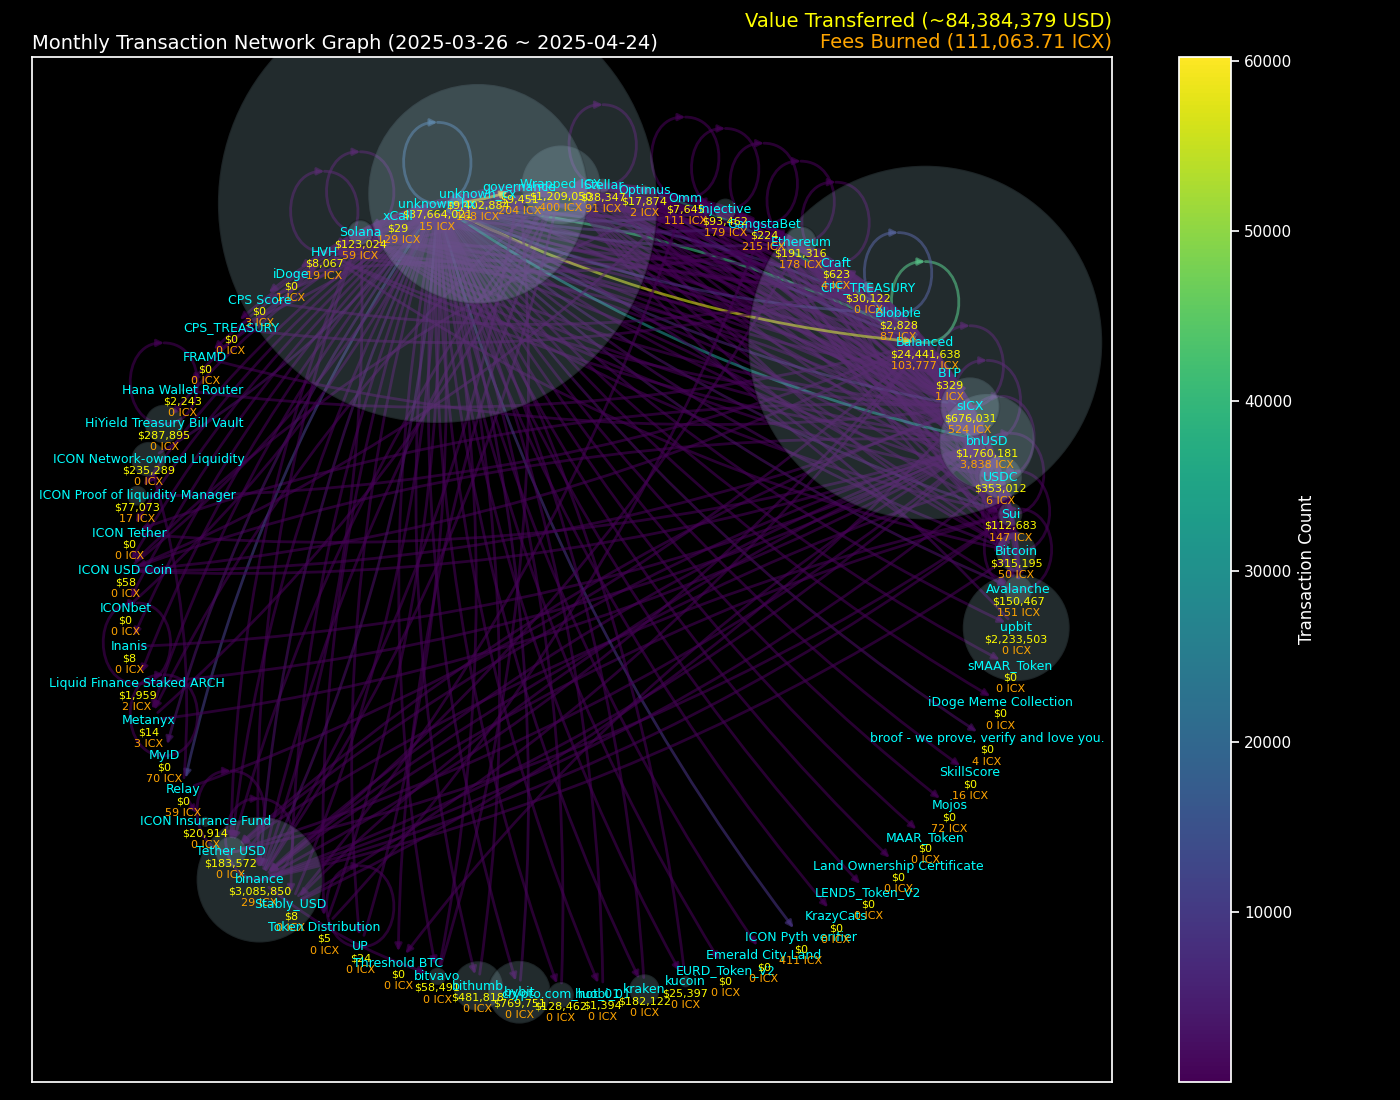 Value Transferred (~84,384,379 USD)
Monthly Transaction Network Graph (2025-03-26 ~ 2025-04-24)
Fees Burned (111,063.71 ICX)
governance
$9,451
204 ICX
Wrapped ICX
$1,209,050
400 ICX
Stellar
$38,347
91 ICX
Optimus
$17,874
2 ICX
Omm
$7,645
111 ICX
Injective
$93,462
179 ICX
GangstaBet
$224
215 ICX
Ethereum
$191,316
178 ICX
Craft
$623
4 ICX
CPF_TREASURY
$30,122
0 ICX
Blobble
$2,828
87 ICX
Balanced
$24,441,638
103,777 ICX
BTP
$329
1 ICX
sICX
$676,031
524 ICX
bnUSD
$1,760,181
3,838 ICX
USDC
$353,012
6 ICX
Sui
$112,683
147 ICX
Bitcoin
$315,195
50 ICX
Avalanche
$150,467
151 ICX
upbit
$2,233,503
0 ICX
sMAAR_Token
$0
0 ICX
iDoge Meme Collection
$0
0 ICX
broof - we prove, verify and love you.
$0
4 ICX
SkillScore
$0
16 ICX
Mojos
$0
72 ICX
MAAR_Token
$0
0 ICX
Land Ownership Certificate
$0
0 ICX
LEND5_Token_V2
$0
0 ICX
KrazyCats
$0
0 ICX
ICON Pyth verifier
$0
411 ICX
Emerald City Land
$0
0 ICX
EURD_Token_V2
$0
0 ICX
kucoin
$25,397
0 ICX
kraken
$182,122
0 ICX
$1,394
0 ICX
crypto.com
$128,462
0 ICX
bybit
$769,751
0 ICX
bithumb
$481,818
0 ICX
bitvavo
$58,491
0 ICX
Threshold BTC
$0
0 ICX
UP
$24
0 ICX
Token Distribution
$5
0 ICX
Stably_USD
$8
0 ICX
binance
$3,085,850
29 ICX
Tether USD
$183,572
0 ICX
ICON Insurance Fund
$20,914
0 ICX
Relay
$0
59 ICX
MyID
$0
70 ICX
Metanyx
$14
3 ICX
Liquid Finance Staked ARCH
$1,959
2 ICX
Inanis
$8
0 ICX
ICONbet
$0
0 ICX
ICON USD Coin
$58
0 ICX
ICON Tether
$0
0 ICX
ICON Proof of liquidity Manager
$77,073
17 ICX
ICON Network-owned Liquidity
$235,289
0 ICX
HiYield Treasury Bill Vault
$287,895
0 ICX
Hana Wallet Router
$2,243
0 ICX
FRAMD
$0
0 ICX
CPS_TREASURY
$0
0 ICX
CPS Score
$0
3 ICX
iDoge
$0
1 ICX
HVH
$8,067
19 ICX
Solana
$123,024
59 ICX
xCall
$29
129 ICX
$37,664,021
15 ICX
$9,402,884
60000
50000
40000
30000
20000
10000
Transaction Count